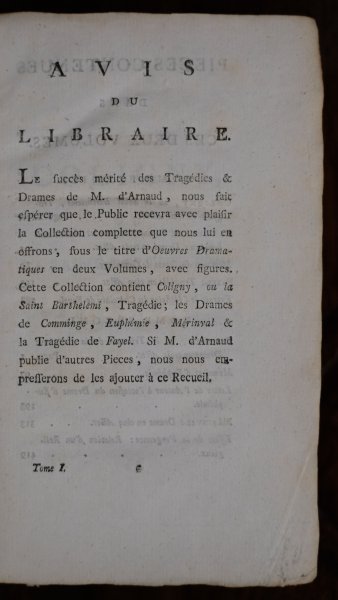 AVIS
DU
LIBRAIRE.
LE succès mérité des Tragédies &
Drames de M. d'Arnaud, nous fait
espérer que le Public recevra avec plaisir
la Collection complette que nous lui en
offrons, sous le titre d'Oeuvres Drama-
tiques en deux Volumes, avec figures.
Cette Collection contient Coligny, ou la
Saint Barthelemi, Tragédie; les Drames
de Comminge, Euphémie, Mérinval &
la Tragédie de Fayel. Si M. d'Arnaud
publie d'autres Pieces, nous nous em-
presserons de les ajouter à ce Recueil.
Tome I.